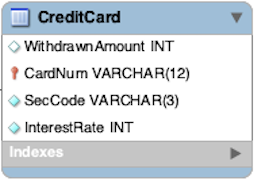 CreditCard
WithdrawnAmount INT
CardNum VARCHAR(12)
SecCode VARCHAR(3)
InterestRate INT
Indexes